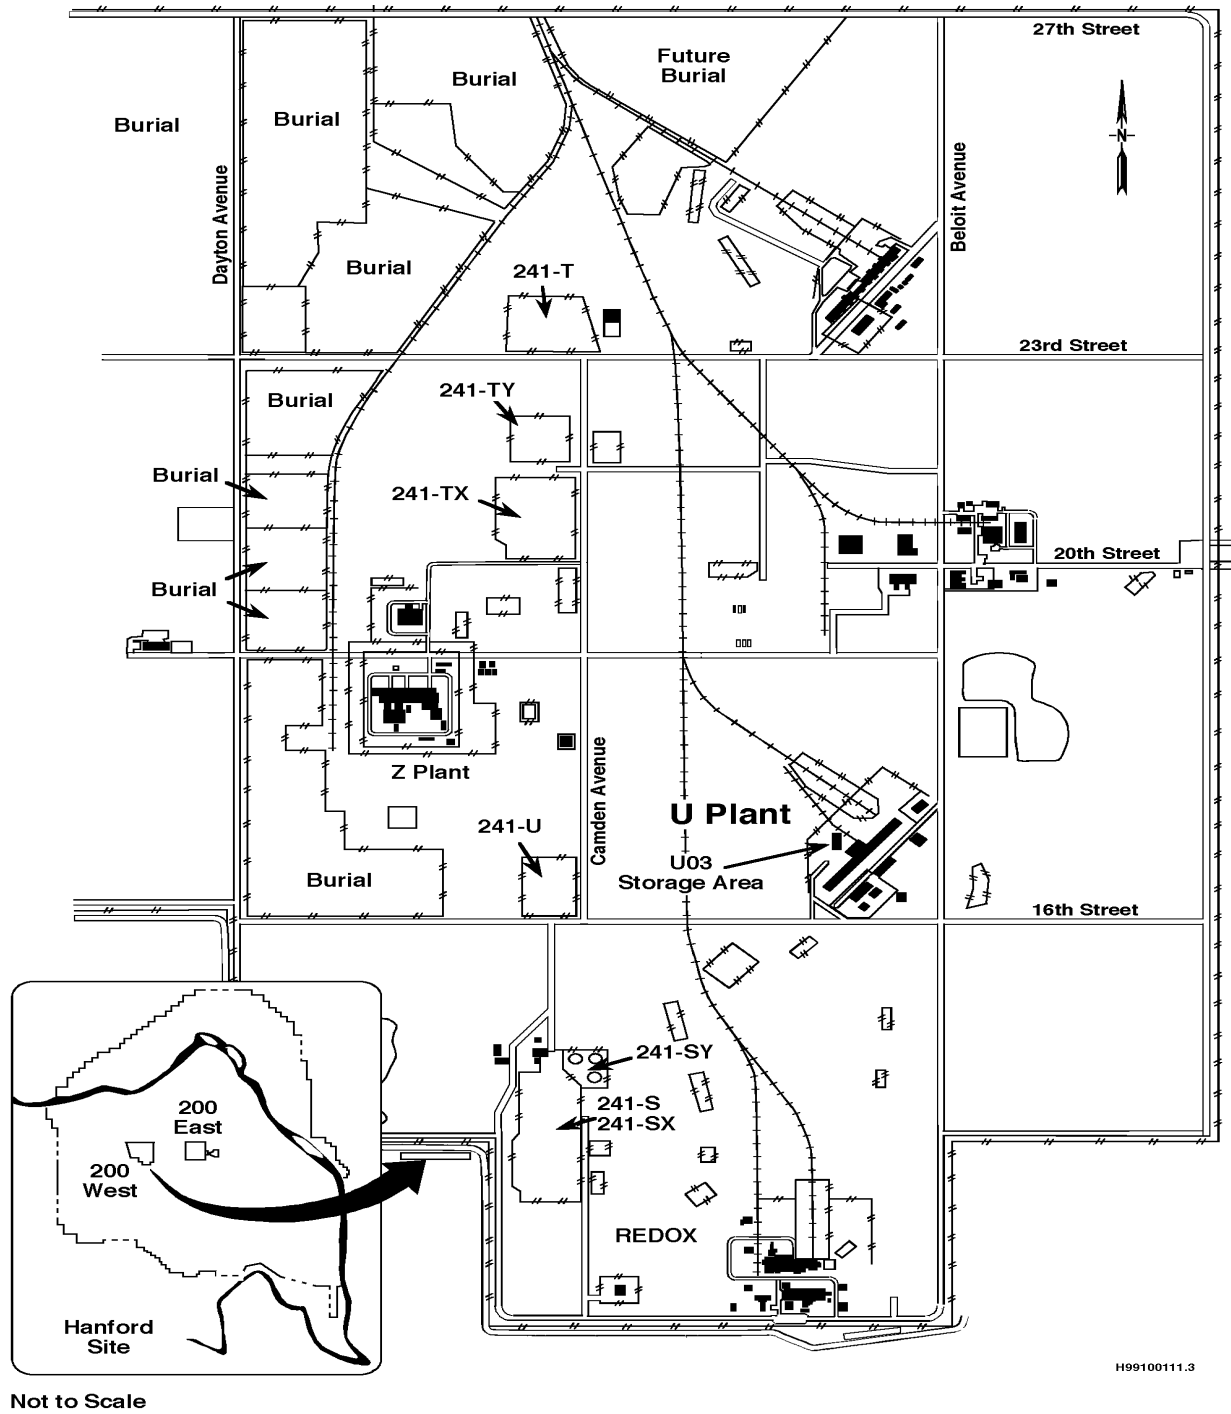 27th Street
Future
Burial
Burial
Burial
Burial
N
Dayton Avenue
Beloit Avenue
Burial
241-T
23rd Street
241-TY
Burial
Burial
241-TX
20th Street
Burial
Z Plant
Camden Avenue
U Plant
241-U
U03
Storage Area
Burial
16th Street
241-SY
241-S
241-SX
200
East
200
West
REDOX
Hanford
Site
H99100111.3
Not to Scale